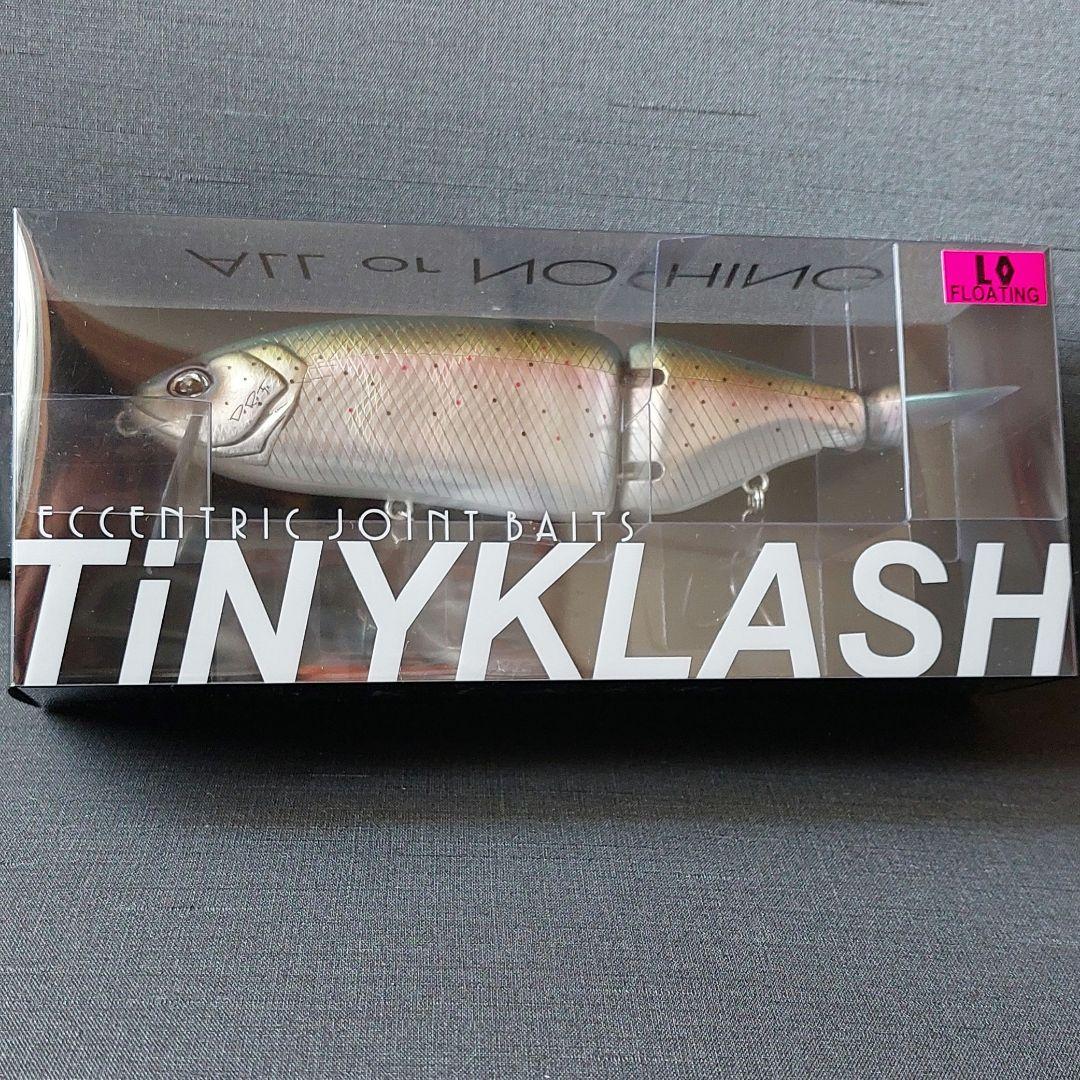 ALL OF NOTHING
LO
FLOATING
ECCENTRIC JOINT BAITS
TiNYKLASH